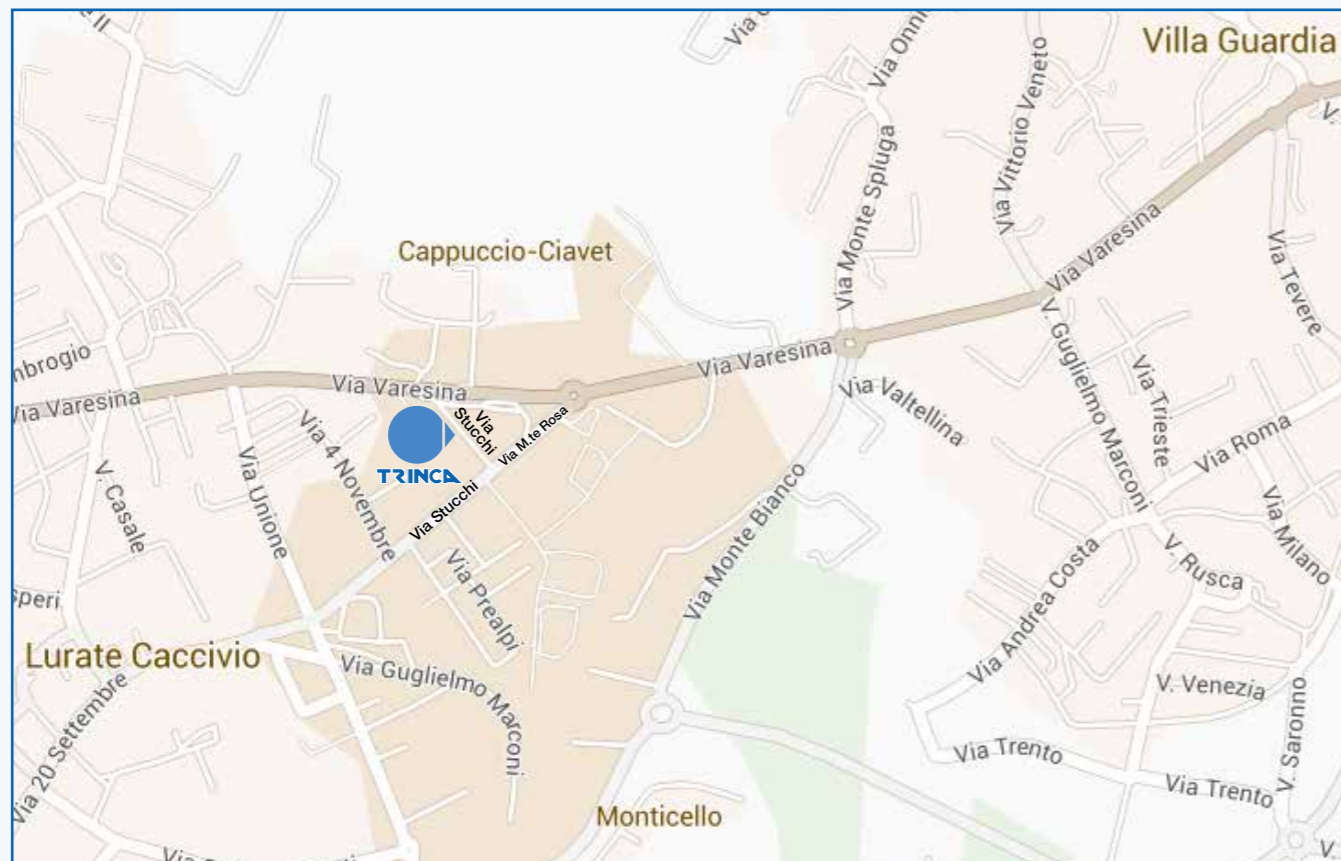 Villa Guardia
Via Onni
Via Vittorio Veneto
Via Monte Spluga
Via Varesina
Via Tevere
Cappuccio-Ciavet
Via Varesina
mbrogio
Via Varesina
Via Varesina
Via Valtellina
V. Guglielmo Marconi
Via Trieste
Via Roma
Via Milano
Via
Stucchi
Via M.te Rosa
TRINCA
Via 4 Novembre
Via Unione
V. Casale
Via Stucchi
Via Prealpi
Via Monte Bianco
Via Andrea Costa
V. Rusca
speri
Lurate Caccivio
Via Guglielmo Marconi
V. Venezia
V. Saronno
Via 20 Settembre
Via Trento
Via Trento
Monticello
V.